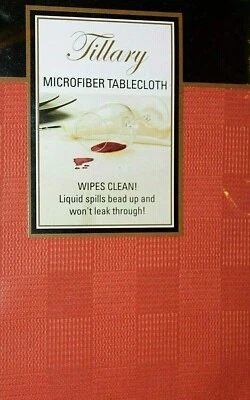 Tillary
MICROFIBER TABLECLOTH
WIPES CLEAN!
Liquid spills bead up and
won't leak through!